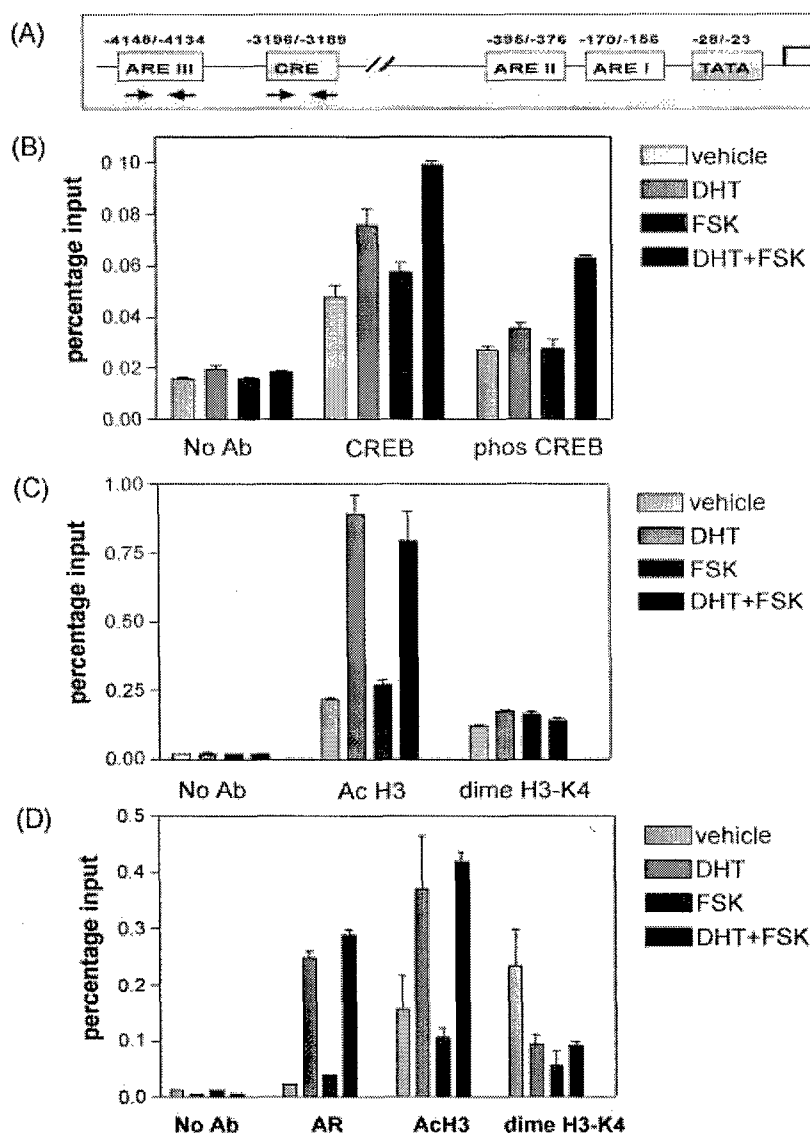 (A)
-4148/-4134 -3196/-3189 -395/-376 -170/-156 -28/-23
ARE III CRE ARE II ARE I TATA
(B)
percentage input
0.10
0.08
0.06
0.04
0.02
0.00
No Ab CREB phos CREB
vehicle
DHT
FSK
DHT+FSK
(C)
percentage input
1.00
0.75
0.50
0.25
0.00
No Ab Ac H3 dime H3-K4
vehicle
DHT
FSK
DHT+FSK
(D)
percentage input
0.5
0.4
0.3
0.2
0.1
0.0
No Ab AR AcH3 dime H3-K4
vehicle
DHT
FSK
DHT+FSK